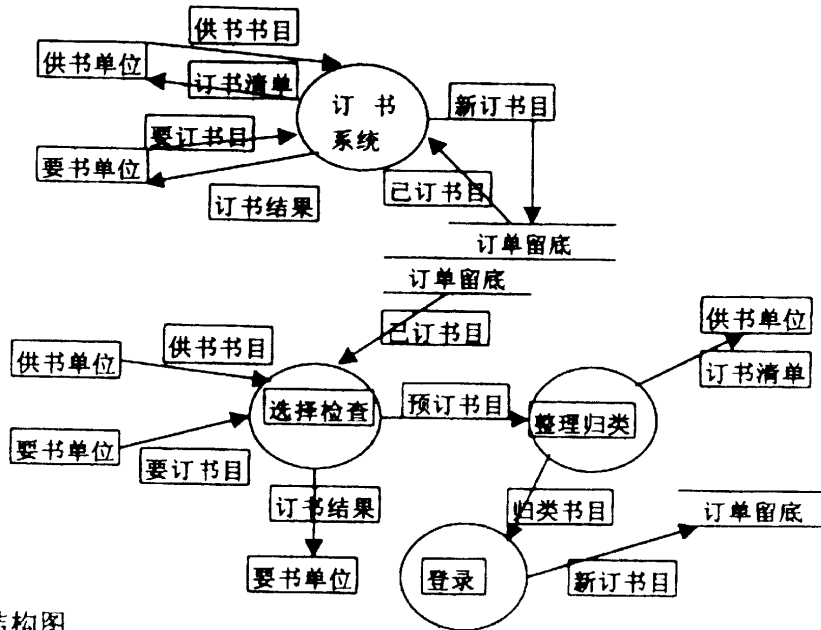 供书书目
供书单位
订书清单
订书
系统
新订书目
要订书目
要书单位
已订书目
订书结果
订单留底
订单留底
已订书目
供书单位
供书书目
供书单位
订书清单
选择检查
预订书目
整理归类
要书单位
要订书目
订书结果
归类书目
订单留底
要书单位
登录
新订书目
结构图